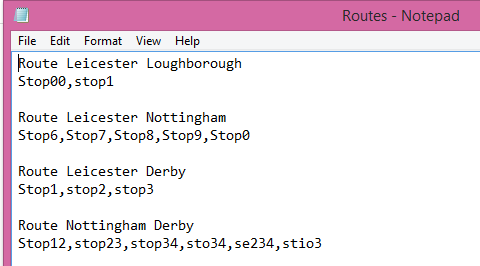 Routes - Notepad
File Edit Format View Help
Route Leicester Loughborough
Stop00,stop1
Route Leicester Nottingham
Stop6,Stop7,Stop8,Stop9,Stop0
Route Leicester Derby
Stop1,stop2,stop3
Route Nottingham Derby
Stop12,stop23,stop34,sto34,se234,stio3